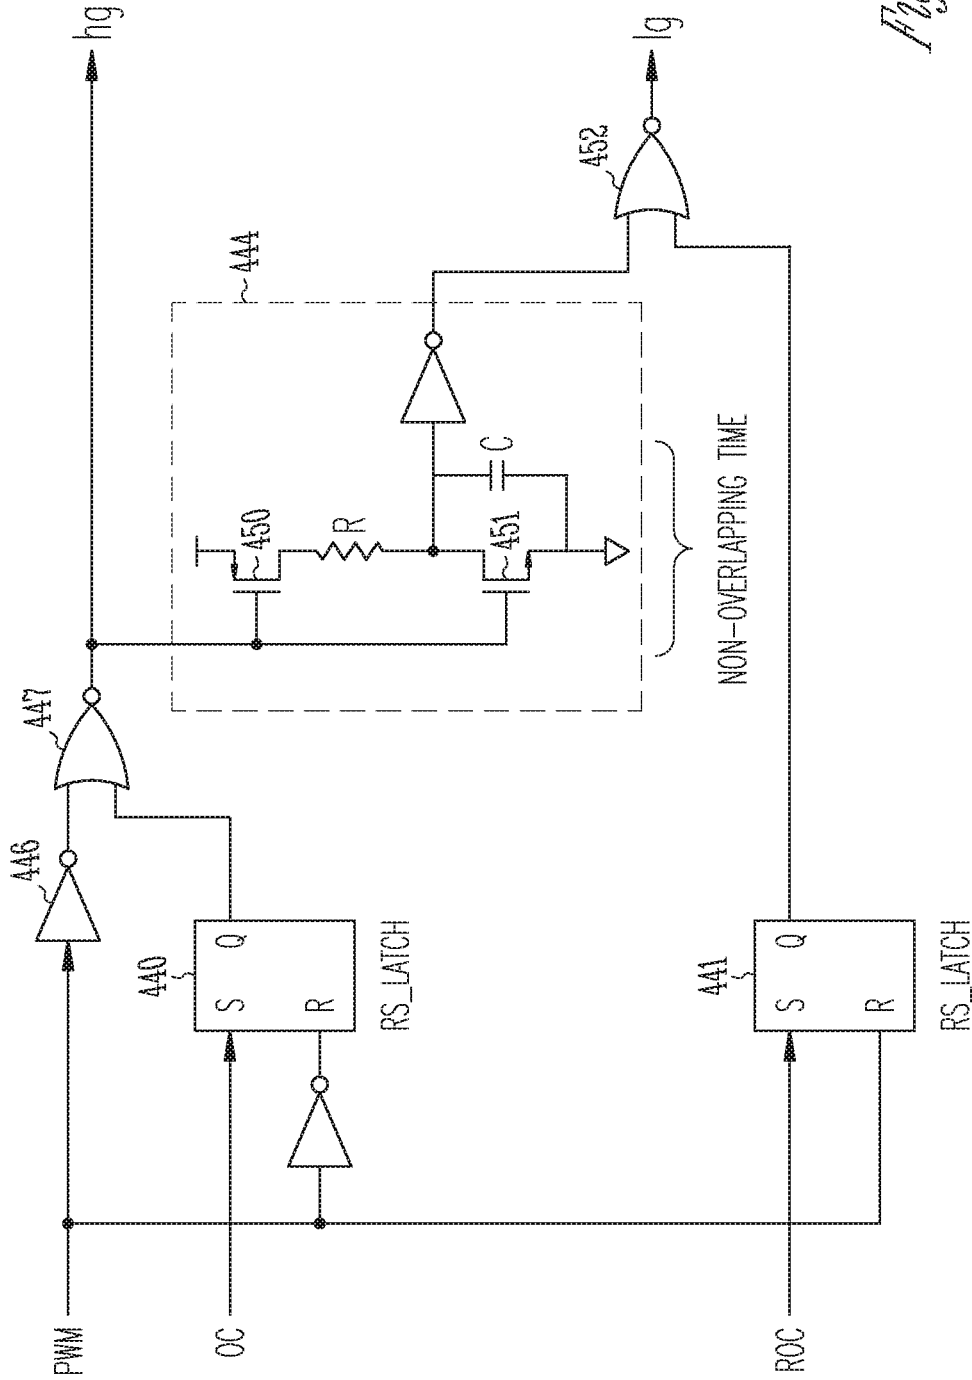 PWM
OC
ROC
446
447
hg
440
S
Q
R
RS_LATCH
441
S
Q
R
RS_LATCH
444
450
R
451
C
NON-OVERLAPPING TIME
452
lg